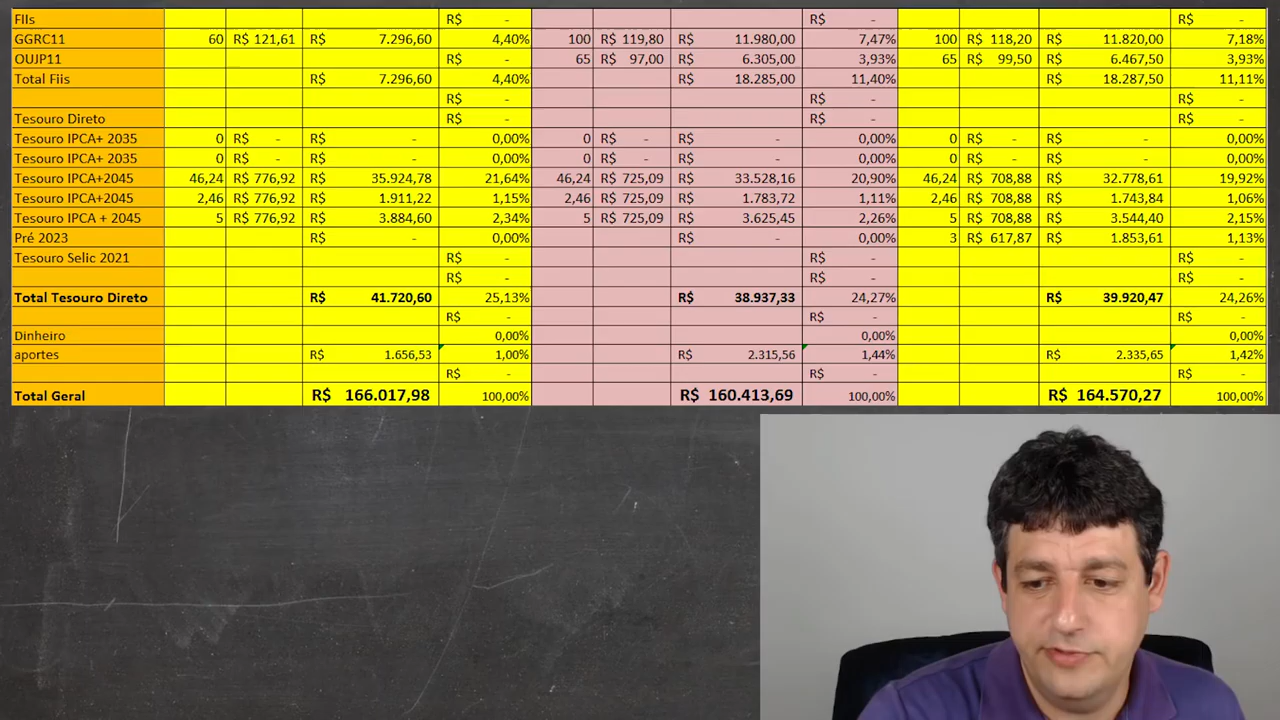 FIIs R$ - R$ - R$ -
GGRC11 60 R$ 121,61 R$ 7.296,60 4,40% 100 R$ 119,80 R$ 11.980,00 7,47% 100 R$ 118,20 R$ 11.820,00 7,18%
OUJP11 R$ - 65 R$ 97,00 R$ 6.305,00 3,93% 65 R$ 99,50 R$ 6.467,50 3,93%
Total Fiis R$ 7.296,60 4,40% R$ 18.285,00 11,40% R$ 18.287,50 11,11%
R$ - R$ -
Tesouro Direto R$ - R$ - R$ -
Tesouro IPCA+ 2035 0 R$ - R$ - 0,00% 0 R$ - R$ - 0,00% 0 R$ - R$ - 0,00%
Tesouro IPCA+ 2035 0 R$ - R$ - 0,00% 0 R$ - R$ - 0,00% 0 R$ - R$ - 0,00%
Tesouro IPCA+2045 46,24 R$ 776,92 R$ 35.924,78 21,64% 46,24 R$ 725,09 R$ 33.528,16 20,90% 46,24 R$ 708,88 R$ 32.778,61 19,92%
Tesouro IPCA+2045 2,46 R$ 776,92 R$ 1.911,22 1,15% 2,46 R$ 725,09 R$ 1.783,72 1,11% 2,46 R$ 708,88 R$ 1.743,84 1,06%
Tesouro IPCA + 2045 5 R$ 776,92 R$ 3.884,60 2,34% 5 R$ 725,09 R$ 3.625,45 2,26% 5 R$ 708,88 R$ 3.544,40 2,15%
Pré 2023 R$ - 0,00% R$ - 0,00% 3 R$ 617,87 R$ 1.853,61 1,13%
Tesouro Selic 2021 R$ - R$ - R$ -
R$ - R$ - R$ -
Total Tesouro Direto R$ 41.720,60 25,13% R$ 38.937,33 24,27% R$ 39.920,47 24,26%
R$ - R$ - R$ -
Dinheiro 0,00% 0,00% 0,00%
aportes R$ 1.656,53 1,00% R$ 2.315,56 1,44% R$ 2.335,65 1,42%
R$ - R$ - R$ -
Total Geral R$ 166.017,98 100,00% R$ 160.413,69 100,00% R$ 164.570,27 100,00%